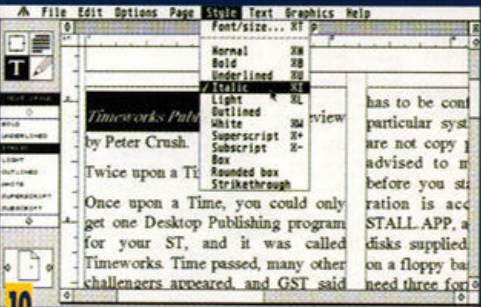 File Edit Options Page Style Text Graphics Help
Font/size... ⌘T
Normal ⌘N
Bold ⌘B
Underlined ⌘U
✓Italic ⌘I
Light ⌘L
Outlined
White ⌘W
Superscript ⌘+
Subscript ⌘-
Box
Rounded box
Strikethrough
0
T
BOLD
UNDERLINED
ITALIC
LIGHT
OUTLINED
WHITE
SUPERSCRIPT
SUBSCRIPT
Timeworks Publ
eview
by Peter Crush.
Twice upon a Ti
Once upon a Time, you could only
get one Desktop Publishing program
for your ST, and it was called
Timeworks. Time passed, many other
challengers appeared, and GST said
has to be conf
particular syst
are not copy p
advised to m
before you sta
ration is acc
STALL.APP, a
disks supplied
on a floppy ba
need three for
10